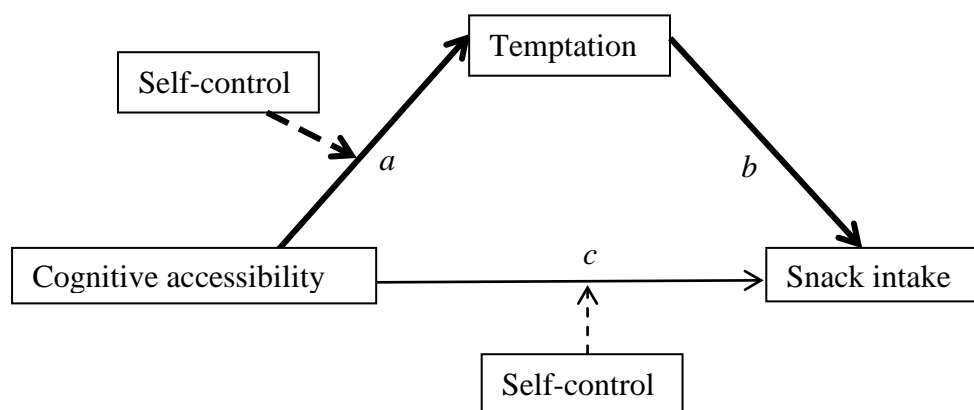 Temptation
Self-control
a
b
c
Cognitive accessibility
Snack intake
Self-control